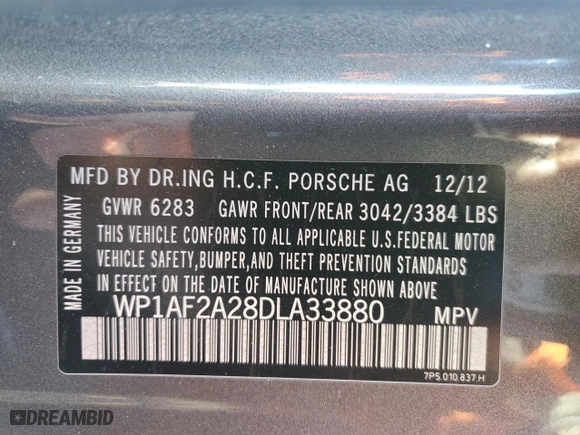 MADE IN GERMANY
MFD BY DR.ING H.C.F. PORSCHE AG 12/12
GVWR 6283 GAWR FRONT/REAR 3042/3384 LBS
THIS VEHICLE CONFORMS TO ALL APPLICABLE U.S.FEDERAL MOTOR
VEHICLE SAFETY,BUMPER,AND THEFT PREVENTION STANDARDS
IN EFFECT ON THE DATE OF MANUFACTURE SHOWN ABOVE
WP1AF2A28DLA33880 MPV
7P5.010.837.H
DREAMBID